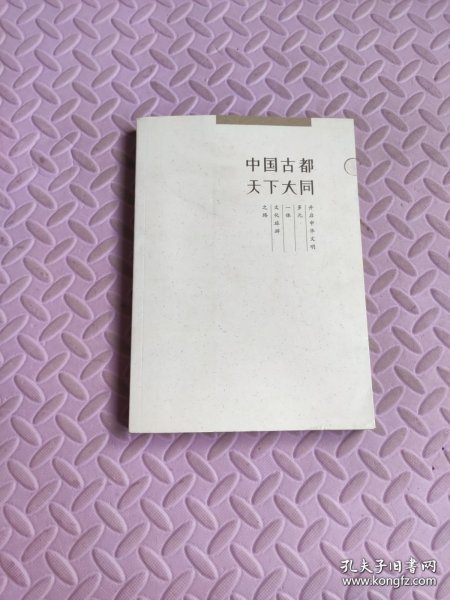 中国古都
天下大同
开启中华文明
多元
一体
文化旅游
之路
孔夫子旧书网
www.kongfz.com